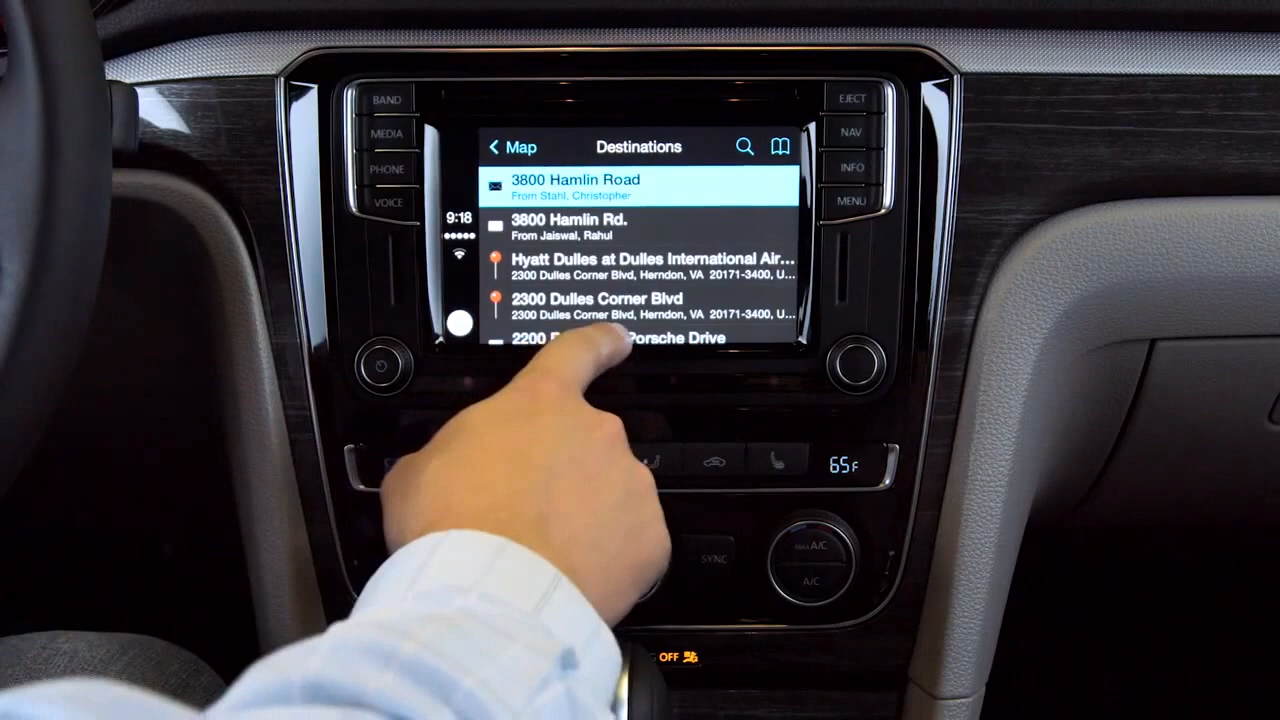 BAND
MEDIA
PHONE
VOICE
EJECT
NAV
INFO
MENU
Map
Destinations
3800 Hamlin Road
From Stahl, Christopher
9:18
3800 Hamlin Rd.
From Jaiswal, Rahul
Hyatt Dulles at Dulles International Air...
2300 Dulles Corner Blvd, Herndon, VA 20171-3400, U...
2300 Dulles Corner Blvd
2300 Dulles Corner Blvd, Herndon, VA 20171-3400, U...
2200 Porsche Drive
65F
SYNC
MAX A/C
A/C
OFF